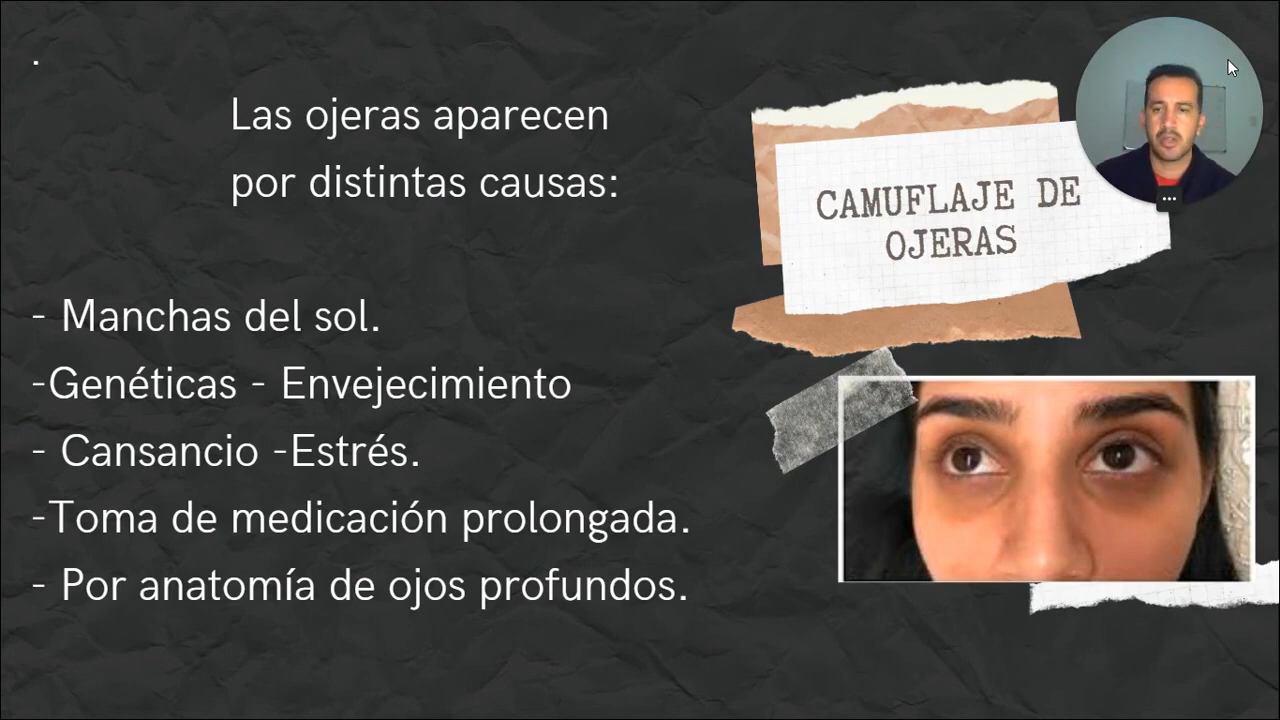 .
Las ojeras aparecen
por distintas causas:
- Manchas del sol.
-Genéticas - Envejecimiento
- Cansancio -Estrés.
-Toma de medicación prolongada.
- Por anatomía de ojos profundos.
CAMUFLAJE DE
OJERAS